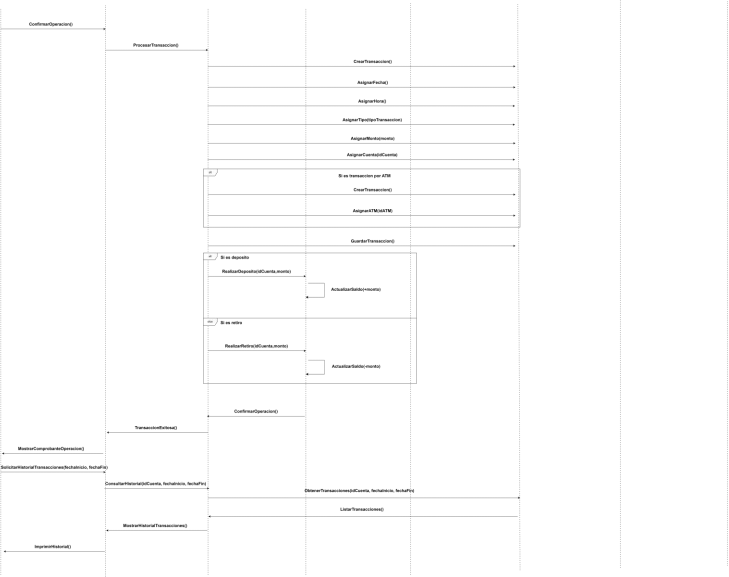 ConfirmarOperacion()
ProcesarTransaccion()
CrearTransaccion()
AsignarFecha()
AsignarHora()
AsignarTipo(tipoTransaccion)
AsignarMonto(monto)
AsignarCuenta(idCuenta)
Si es transaccion por ATM
CrearTransaccion()
AsignarATM(idATM)
GuardarTransaccion()
Si es deposito
RealizarDeposito(idCuenta,monto)
ActualizarSaldo(+monto)
Si es retiro
RealizarRetiro(idCuenta,monto)
ActualizarSaldo(-monto)
ConfirmarOperacion()
TransaccionExitosa()
MostrarComprobanteOperacion()
SolicitarHistorialTransacciones(fechaInicio, fechaFin)
ConsultarHistorial(idCuenta, fechaInicio, fechaFin)
ObtenerTransacciones(idCuenta, fechaInicio, fechaFin)
ListarTransacciones()
MostrarHistorialTransacciones()
ImprimirHistorial()